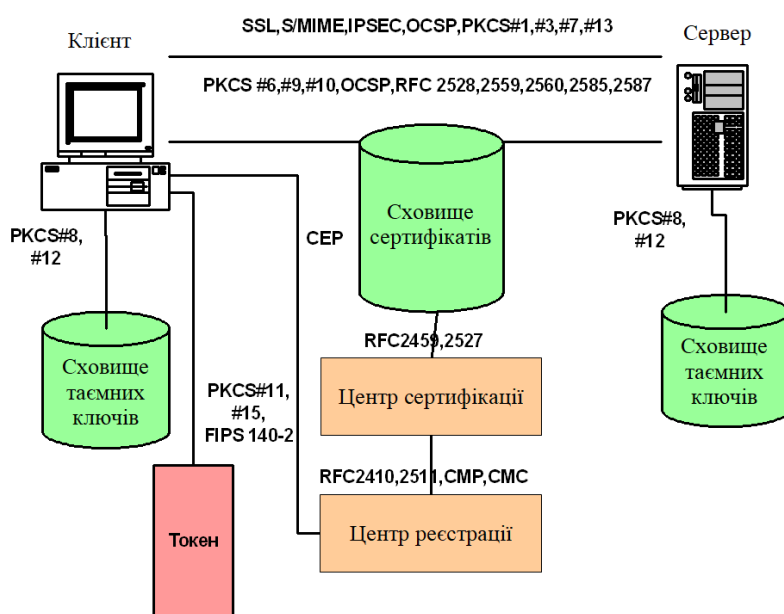 SSL,S/MIME,IPSEC,OCSP,PKCS#1,#3,#7,#13
Клієнт
Сервер
PKCS #6,#9,#10,OCSP,RFC 2528,2559,2560,2585,2587
Сховище
сертифікатів
PKCS#8,
#12
CEP
PKCS#8,
#12
RFC2459,2527
Сховище
таємних
ключів
Сховище
таємних
ключів
PKCS#11,
#15,
FIPS 140-2
Центр сертифікації
RFC2410,2511,CMP,CMC
Токен
Центр реєстрації